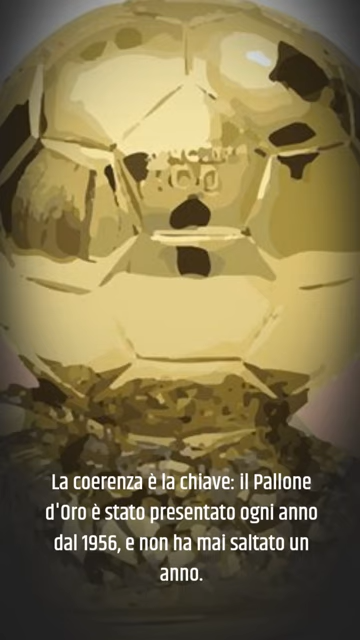 La coerenza è la chiave: il Pallone
d'Oro è stato presentato ogni anno
dal 1956, e non ha mai saltato un
anno.